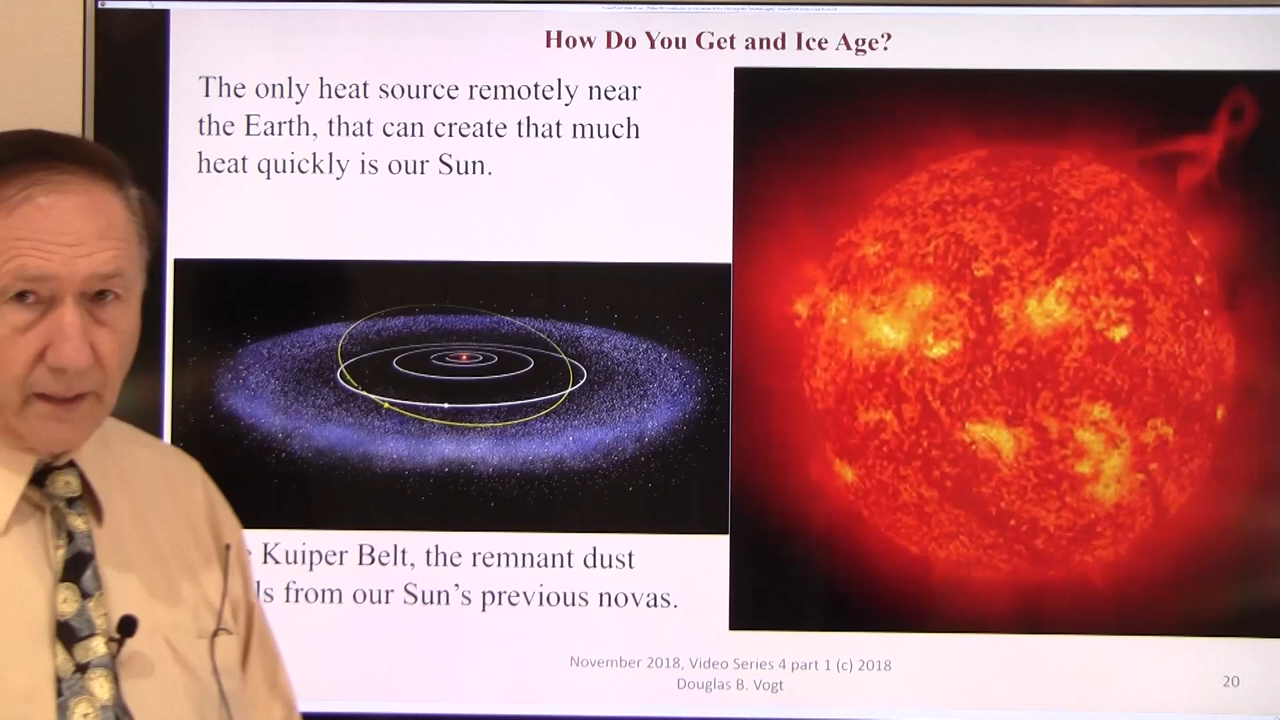 How Do You Get and Ice Age?
The only heat source remotely near
the Earth, that can create that much
heat quickly is our Sun.
Kuiper Belt, the remnant dust
from our Sun's previous novas.
November 2018, Video Series 4 part 1 (c) 2018
Douglas B. Vogt
20